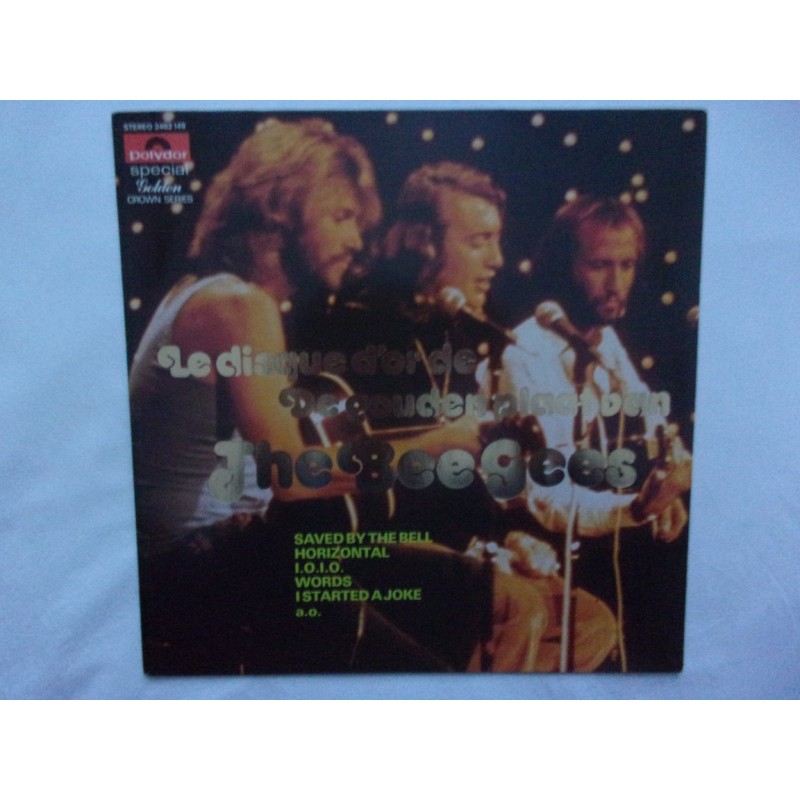 STEREO 2482 149
Polydor
special
Golden
CROWN SERIES
Le disque d'or de
De gouden plaat van
The Bee Gees
SAVED BY THE BELL
HORIZONTAL
I.O.I.O.
WORDS
I STARTED A JOKE
a.o.